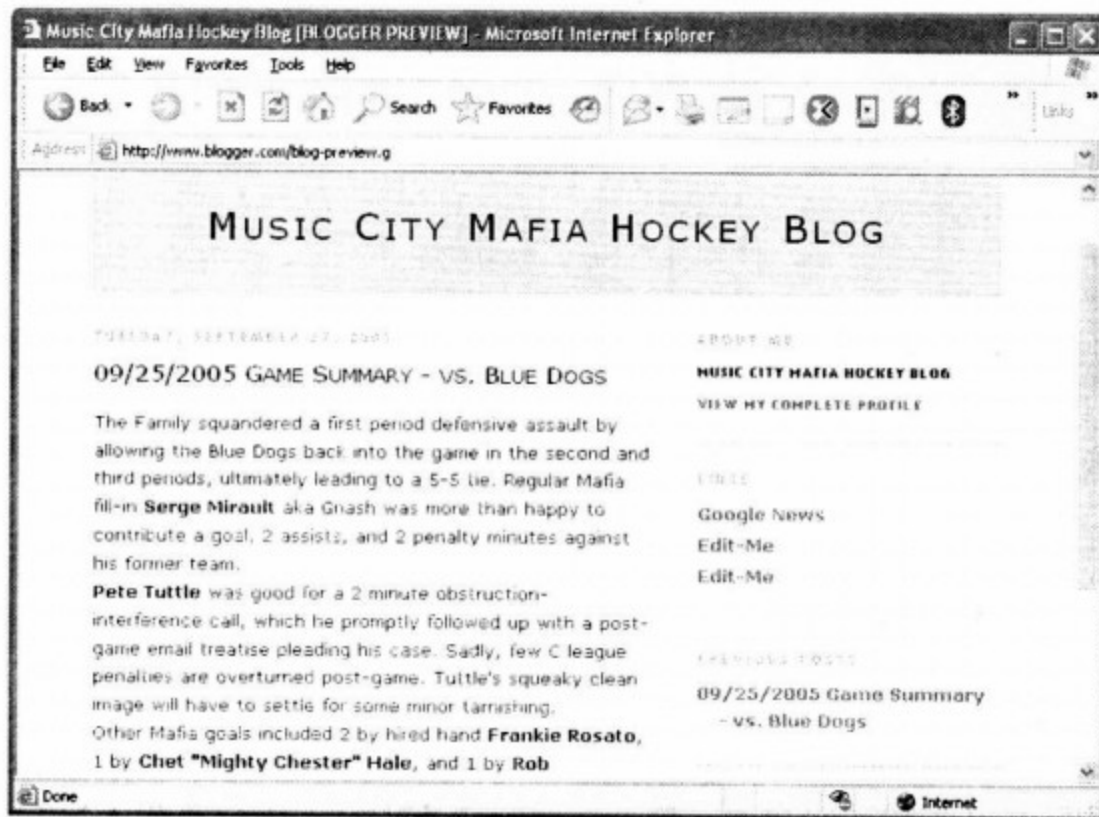 Music City Mafia Hockey Blog [BLOGGER PREVIEW] - Microsoft Internet Explorer
File Edit View Favorites Tools Help
Back Search Favorites Links
Address http://www.blogger.com/blog-preview.g
Music City Mafia Hockey Blog
TUESDAY, SEPTEMBER 27, 2005
09/25/2005 Game Summary - vs. Blue Dogs
The Family squandered a first period defensive assault by
allowing the Blue Dogs back into the game in the second and
third periods, ultimately leading to a 5-5 tie. Regular Mafia
fill-in Serge Mirault aka Gnash was more than happy to
contribute a goal, 2 assists, and 2 penalty minutes against
his former team.
Pete Tuttle was good for a 2 minute obstruction-
interference call, which he promptly followed up with a post-
game email treatise pleading his case. Sadly, few C league
penalties are overturned post-game. Tuttle's squeaky clean
image will have to settle for some minor tarnishing.
Other Mafia goals included 2 by hired hand Frankie Rosato,
1 by Chet "Mighty Chester" Hale, and 1 by Rob
ABOUT ME
MUSIC CITY MAFIA HOCKEY BLOG
VIEW MY COMPLETE PROFILE
LINKS
Google News
Edit-Me
Edit-Me
PREVIOUS POSTS
09/25/2005 Game Summary
- vs. Blue Dogs
Done Internet